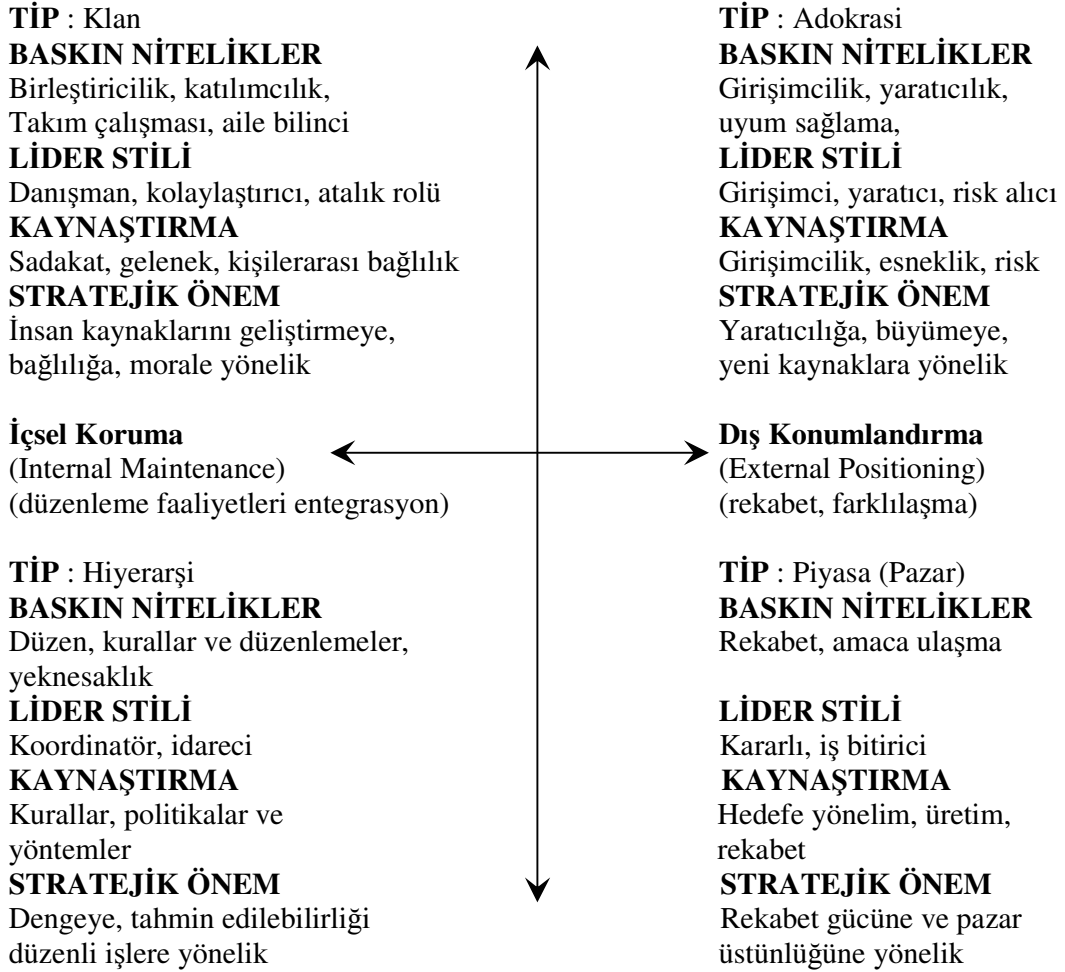 TİP : Klan
BASKIN NİTELİKLER
Birleştiricilik, katılımcılık,
Takım çalışması, aile bilinci
LİDER STİLİ
Danışman, kolaylaştırıcı, atalık rolü
KAYNAŞTIRMA
Sadakat, gelenek, kişilerarası bağlılık
STRATEJİK ÖNEM
İnsan kaynaklarını geliştirmeye,
bağlılığa, morale yönelik
TİP : Adokrasi
BASKIN NİTELİKLER
Girişimcilik, yaratıcılık,
uyum sağlama,
LİDER STİLİ
Girişimci, yaratıcı, risk alıcı
KAYNAŞTIRMA
Girişimcilik, esneklik, risk
STRATEJİK ÖNEM
Yaratıcılığa, büyümeye,
yeni kaynaklara yönelik
İçsel Koruma
(Internal Maintenance)
(düzenleme faaliyetleri entegrasyon)
Dış Konumlandırma
(External Positioning)
(rekabet, farklılaşma)
TİP : Hiyerarşi
BASKIN NİTELİKLER
Düzen, kurallar ve düzenlemeler,
yeknesaklık
LİDER STİLİ
Koordinatör, idareci
KAYNAŞTIRMA
Kurallar, politikalar ve
yöntemler
STRATEJİK ÖNEM
Dengeye, tahmin edilebilirliği
düzenli işlere yönelik
TİP : Piyasa (Pazar)
BASKIN NİTELİKLER
Rekabet, amaca ulaşma
LİDER STİLİ
Kararlı, iş bitirici
KAYNAŞTIRMA
Hedefe yönelim, üretim,
rekabet
STRATEJİK ÖNEM
Rekabet gücüne ve pazar
üstünlüğüne yönelik